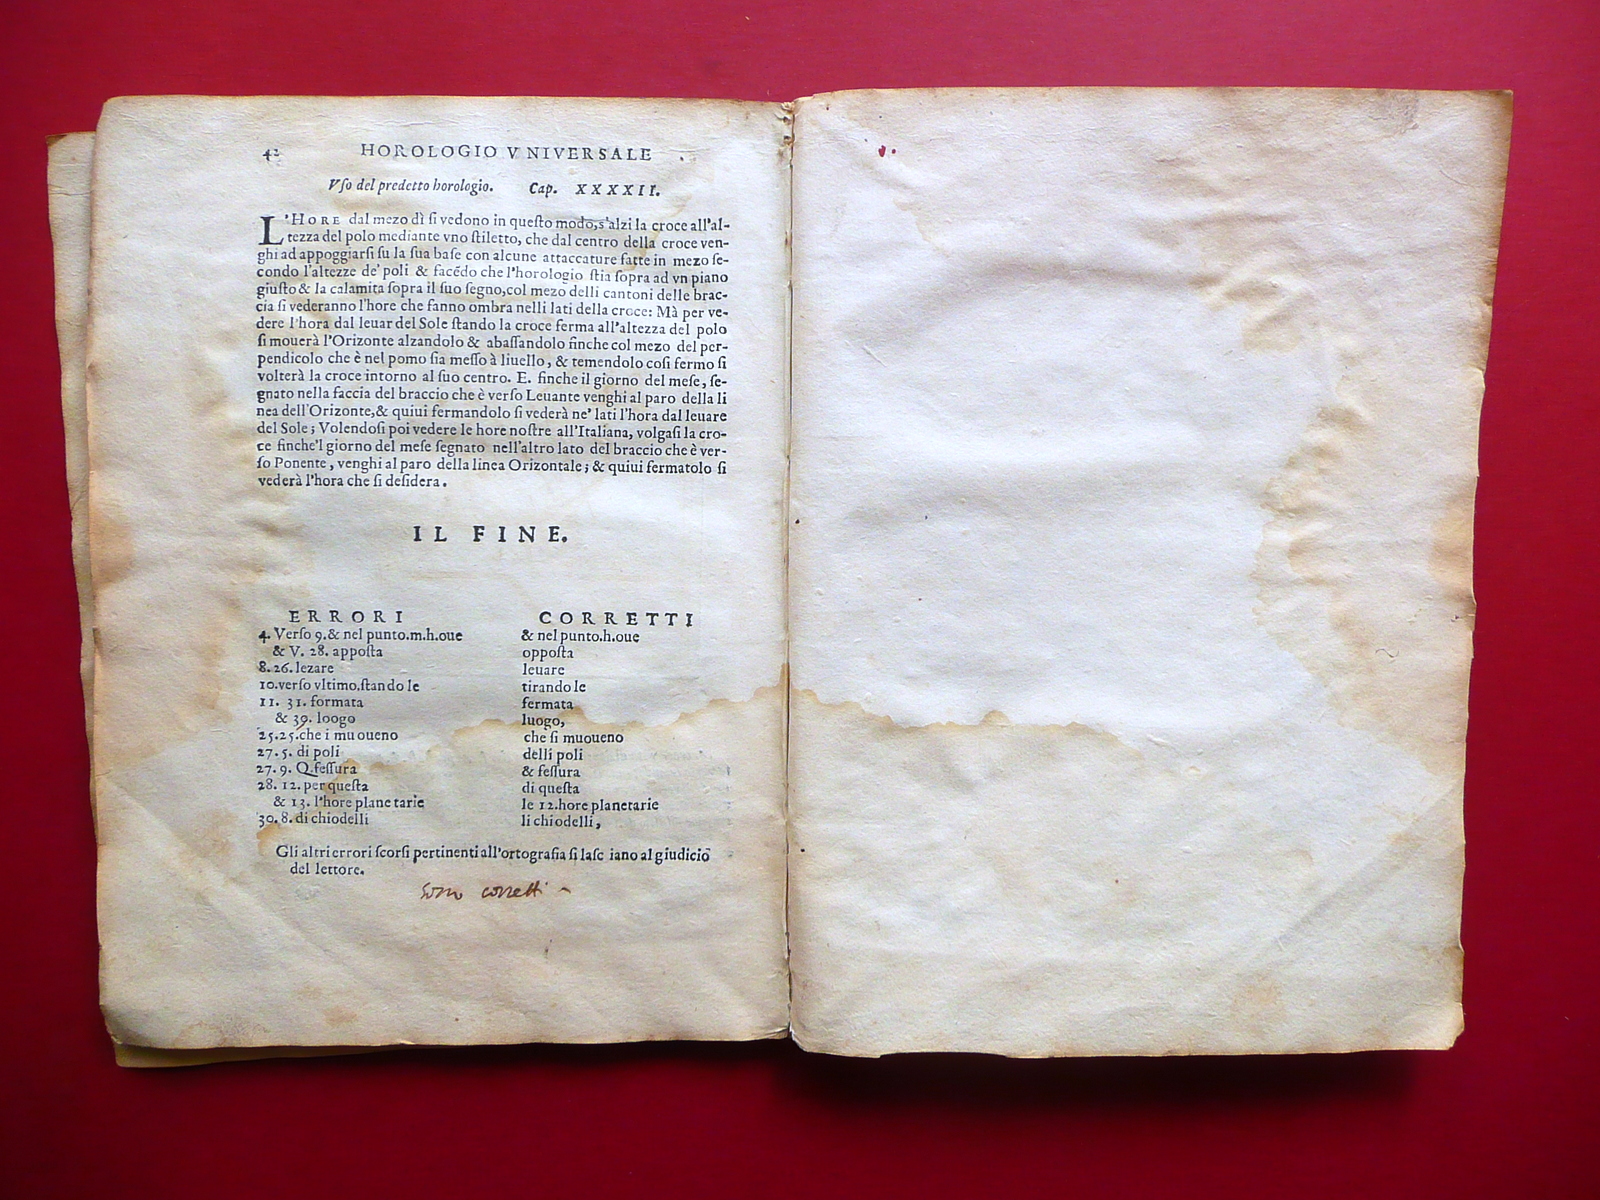 42 HOROLOGIO VNIVERSALE
Vſo del predetto horologio. Cap. XXXXII.
L'HORE dal mezo dì ſi vedono in queſto modo, s'alzi la croce all'al-
tezza del polo mediante vno ſtiletto, che dal centro della croce ven-
ghi ad appoggiarſi ſu la ſua baſe con alcune attaccature fatte in mezo ſe-
condo l'altezze de' poli & facẽdo che l'horologio ſtia ſopra ad vn piano
giuſto & la calamita ſopra il ſuo ſegno, col mezo delli cantoni delle brac-
cia ſi vederanno l'hore che fanno ombra nelli lati della croce: Mà per ve-
dere l'hora dal leuar del Sole ſtando la croce ferma all'altezza del polo
ſi mouerà l'Orizonte alzandolo & abaſſandolo finche col mezo del per-
pendicolo che è nel pomo ſia meſſo à liuello, & temendolo coſi fermo ſi
volterà la croce intorno al ſuo centro. E. finche il giorno del meſe, ſe-
gnato nella faccia del braccio che è verſo Leuante venghi al paro della li
nea dell'Orizonte, & quiui fermandolo ſi vederà ne' lati l'hora dal leuare
del Sole; Volendoſi poi vedere le hore noſtre all'Italiana, volgaſi la cro-
ce finche'l giorno del meſe ſegnato nell'altro lato del braccio che è ver-
ſo Ponente, venghi al paro della linea Orizontale; & quiui fermatolo ſi
vederà l'hora che ſi deſidera.
IL FINE.
ERRORI CORRETTI
4. Verſo 9. & nel punto.m.h.oue & nel punto.h.oue
& V. 28. appoſta oppoſta
8.26. lezare leuare
10.verſo vltimo.ſtando le tirando le
11. 31. formata fermata
& 39. loogo luogo,
25.25.che i muoueno che ſi muoueno
27.5. di poli delli poli
27.9. Q.feſſura & feſſura
28. 12. per queſta di queſta
& 13. l'hore planetarie le 12.hore planetarie
30. 8. di chiodelli li chiodelli,
Gli altri errori ſcorſi pertinenti all'ortografia ſi laſc iano al giudicio
del lettore.
Sono corretti